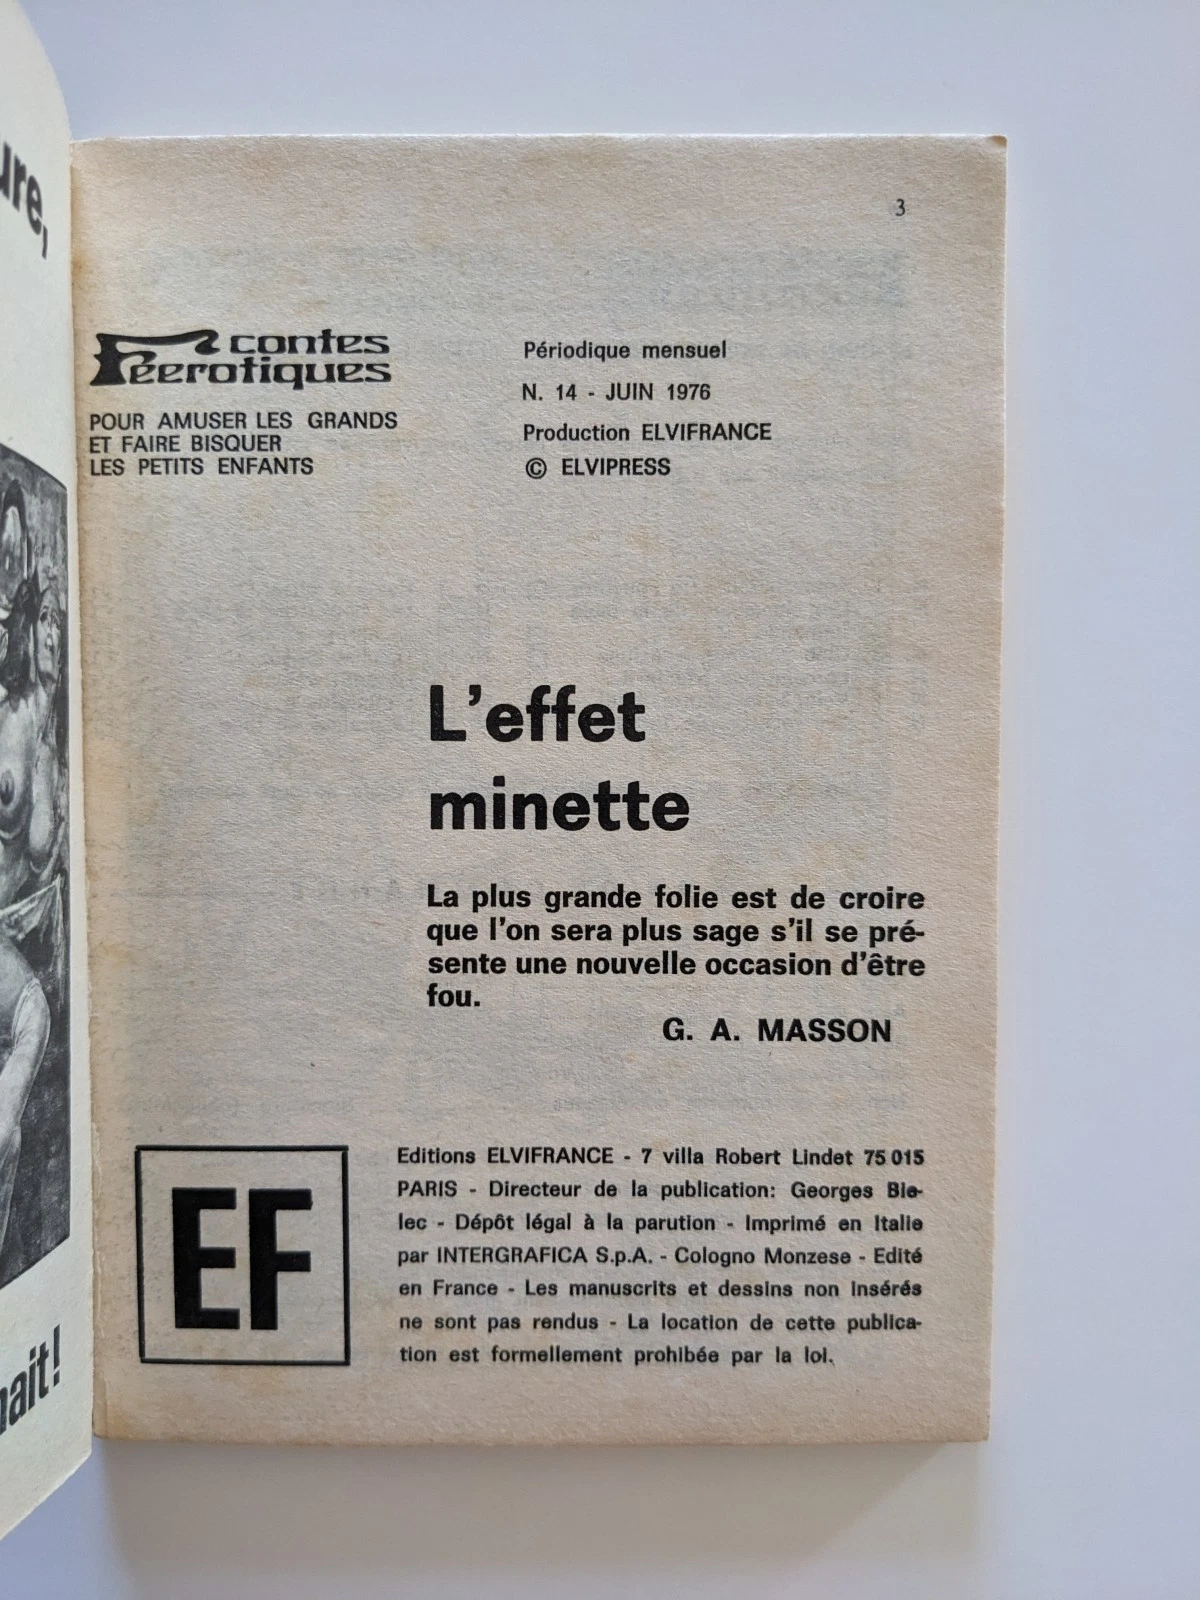 ure,
nait!
3
contes
Féerotiques
POUR AMUSER LES GRANDS
ET FAIRE BISQUER
LES PETITS ENFANTS
Périodique mensuel
N. 14 - JUIN 1976
Production ELVIFRANCE
© ELVIPRESS
L'effet
minette
La plus grande folie est de croire
que l'on sera plus sage s'il se pré-
sente une nouvelle occasion d'être
fou.
G. A. MASSON
EF
Editions ELVIFRANCE - 7 villa Robert Lindet 75 015
PARIS - Directeur de la publication: Georges Bie-
lec - Dépôt légal à la parution - Imprimé en Italie
par INTERGRAFICA S.p.A. - Cologno Monzese - Edité
en France - Les manuscrits et dessins non insérés
ne sont pas rendus - La location de cette publica-
tion est formellement prohibée par la loi.